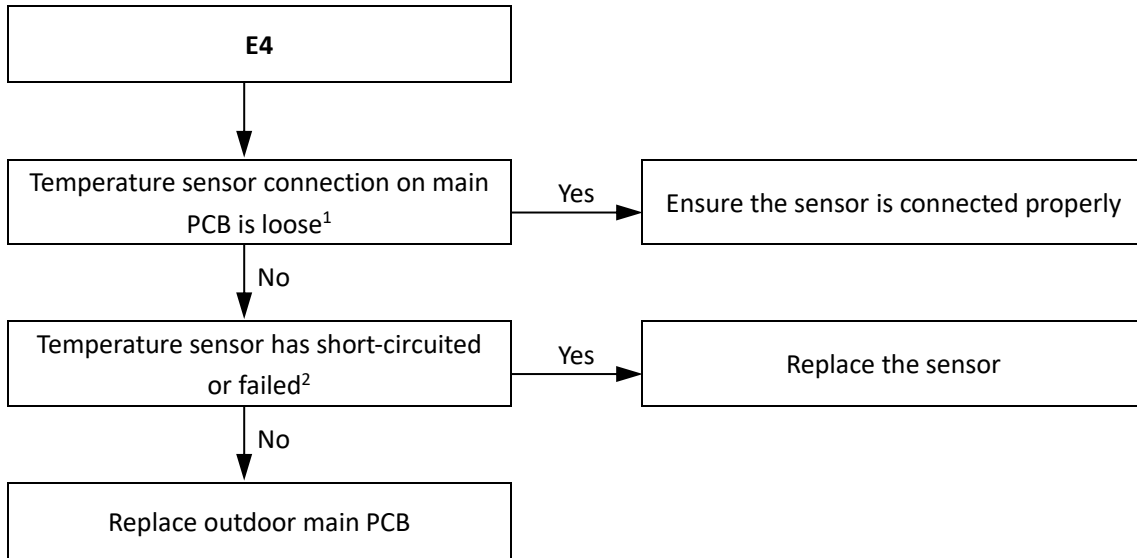 E4
Temperature sensor connection on main
PCB is loose¹
Yes
Ensure the sensor is connected properly
No
Temperature sensor has short-circuited
or failed²
Yes
Replace the sensor
No
Replace outdoor main PCB